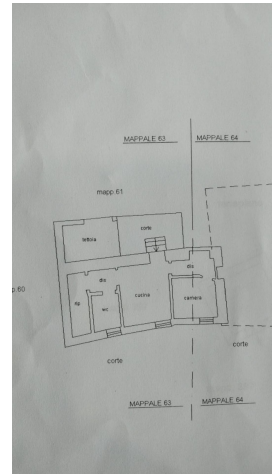 MAPPALE 63
MAPPALE 64
mapp.61
tettoia
corte
p.60
dis
dis
rip
wc
cucina
camera
corte
corte
MAPPALE 63
MAPPALE 64